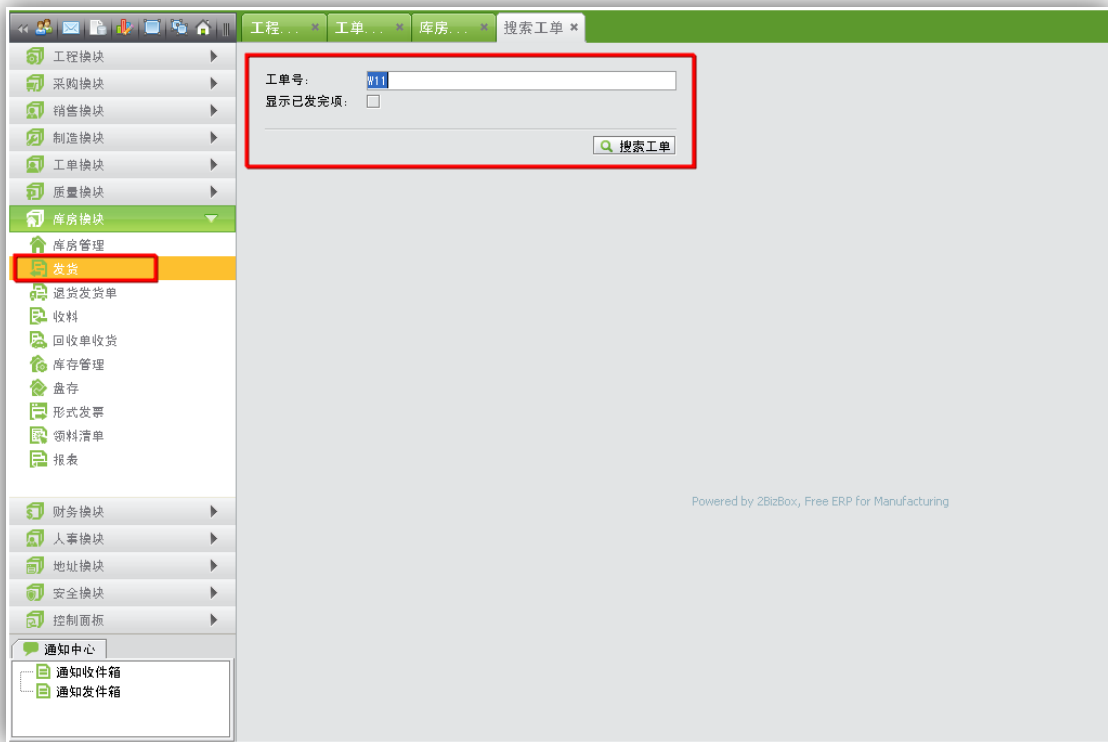 工程... × 工单... × 库房... × 搜索工单 ×
工程模块
采购模块
销售模块
制造模块
工单模块
质量模块
库房模块
库房管理
发货
退货发货单
收料
回收单收货
库存管理
盘存
形式发票
领料清单
报表
财务模块
人事模块
地址模块
安全模块
控制面板
通知中心
通知收件箱
通知发件箱
工单号: W11
显示已发完项:
搜索工单
Powered by 2BizBox, Free ERP for Manufacturing